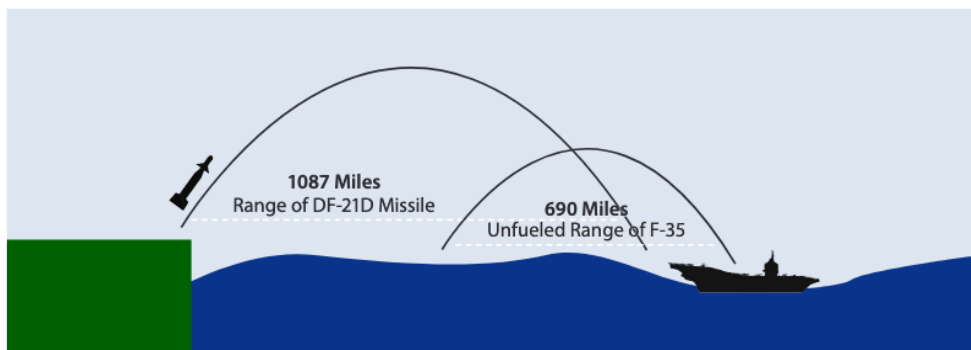 1087 Miles
Range of DF-21D Missile
690 Miles
Unfueled Range of F-35